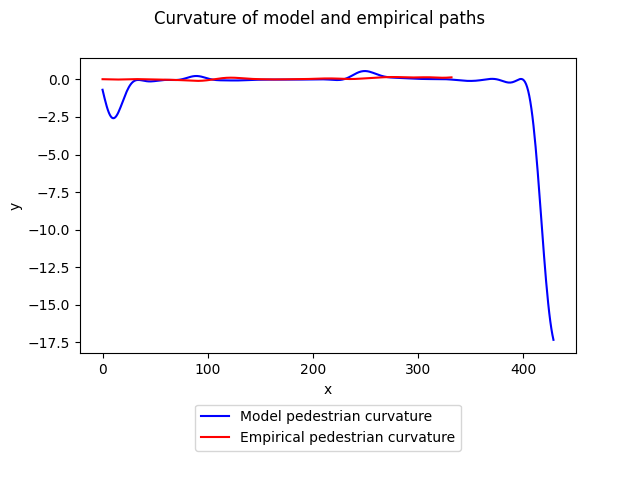 Curvature of model and empirical paths
0.0
−2.5
−5.0
−7.5
−10.0
−12.5
−15.0
−17.5
y
0 100 200 300 400
x
Model pedestrian curvature
Empirical pedestrian curvature